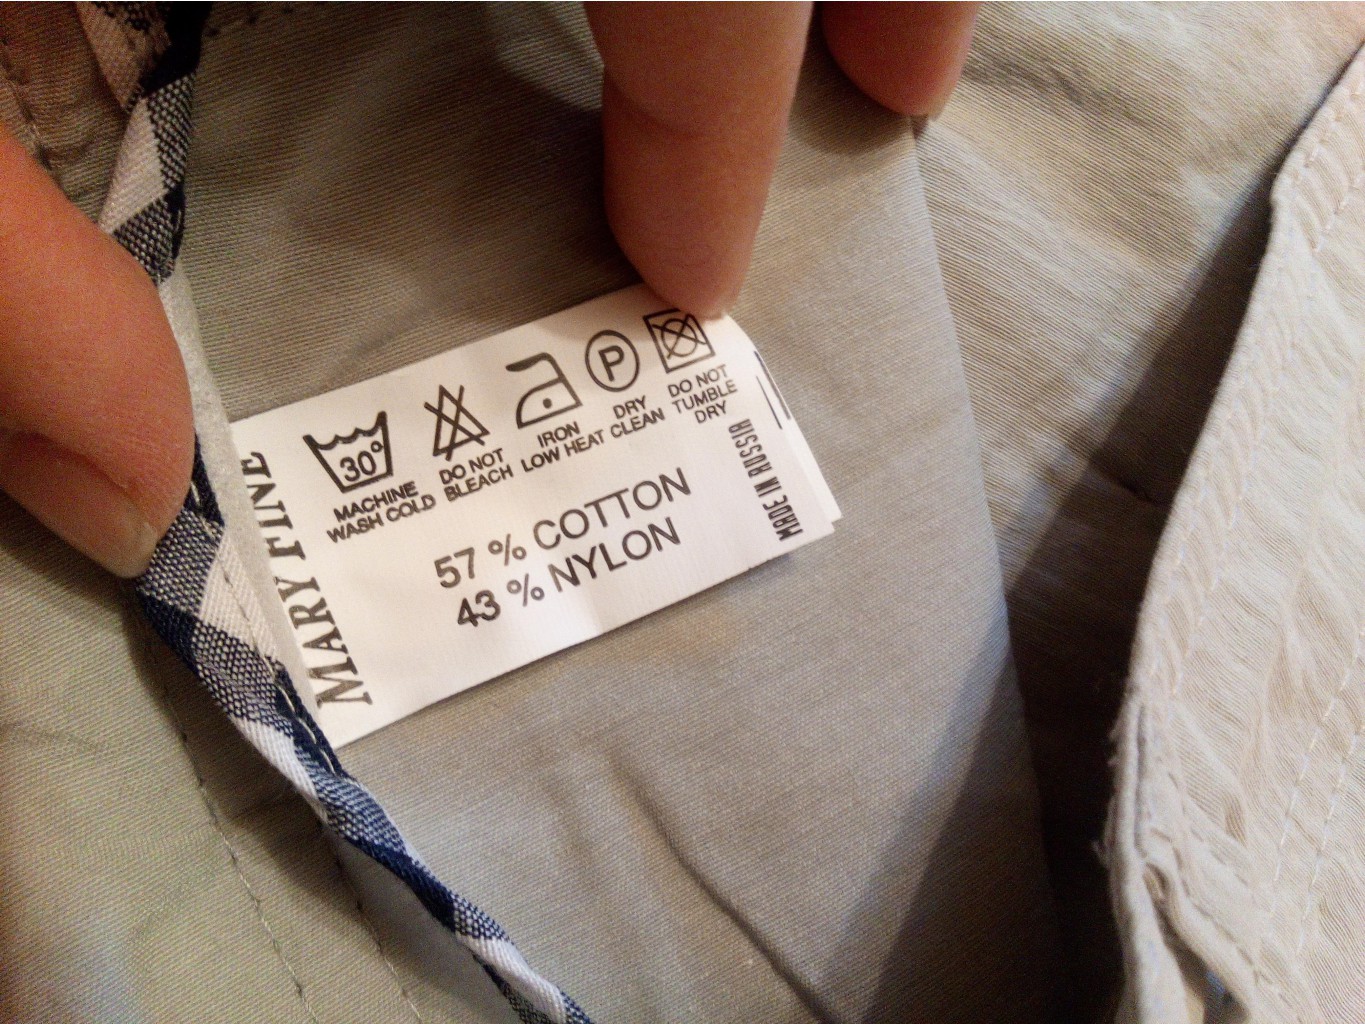 MARY FINE
30°
MACHINE
WASH COLD
DO NOT
BLEACH
IRON
LOW HEAT
P
DRY
CLEAN
DO NOT
TUMBLE
DRY
57 % COTTON
43 % NYLON
MADE IN RUSSIA